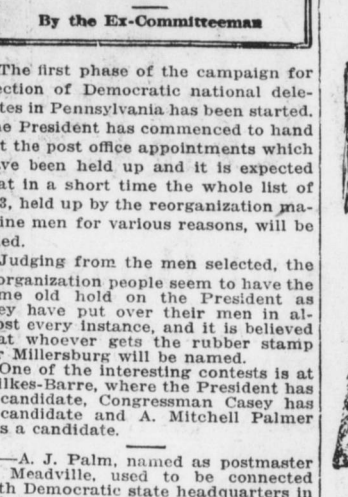 By the Ex-Committeeman
The first phase of the campaign for
ection of Democratic national dele-
tes in Pennsylvania has been started.
e President has commenced to hand
t the post office appointments which
ve been held up and it is expected
at in a short time the whole list of
3, held up by the reorganization ma-
ine men for various reasons, will be
ed.
Judging from the men selected, the
organization people seem to have the
me old hold on the President as
ey have put over their men in al-
ost every instance, and it is believed
at whoever gets the rubber stamp
r Millersburg will be named.
One of the interesting contests is at
ilkes-Barre, where the President has
candidate, Congressman Casey has
candidate and A. Mitchell Palmer
s a candidate.
—A. J. Palm, named as postmaster
Meadville, used to be connected
th Democratic state headquarters in